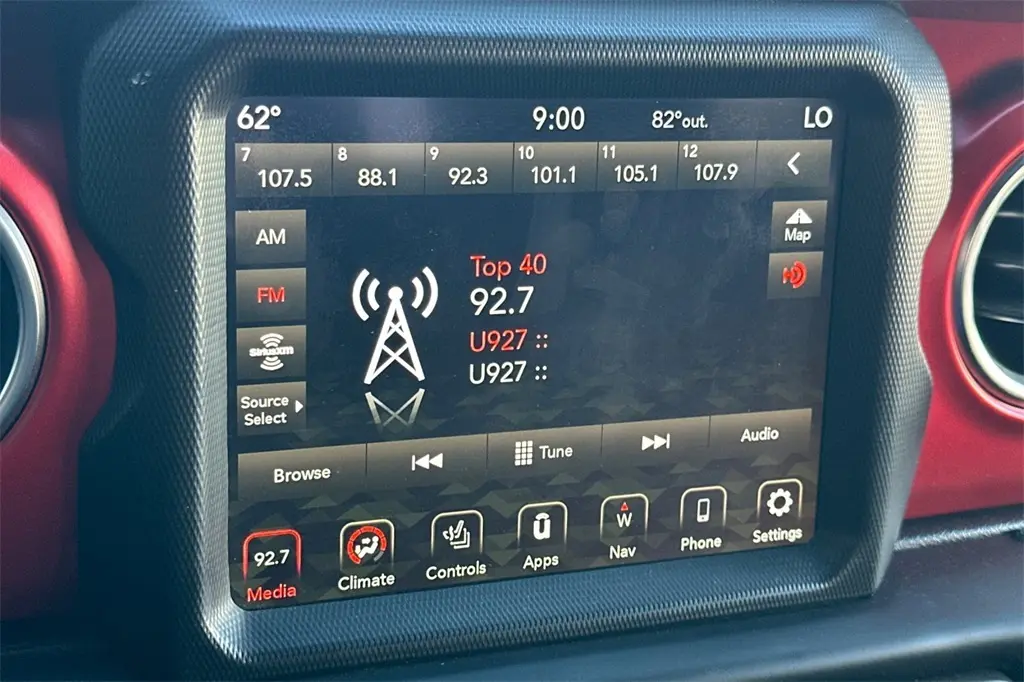 62° 9:00 82°out. LO
7 8 9 10 11 12
107.5 88.1 92.3 101.1 105.1 107.9
AM
FM
SiriusXM
Source
Select
Top 40
92.7
U927 ::
U927 ::
Map
Browse Tune Audio
92.7 W
Media Climate Controls Apps Nav Phone Settings